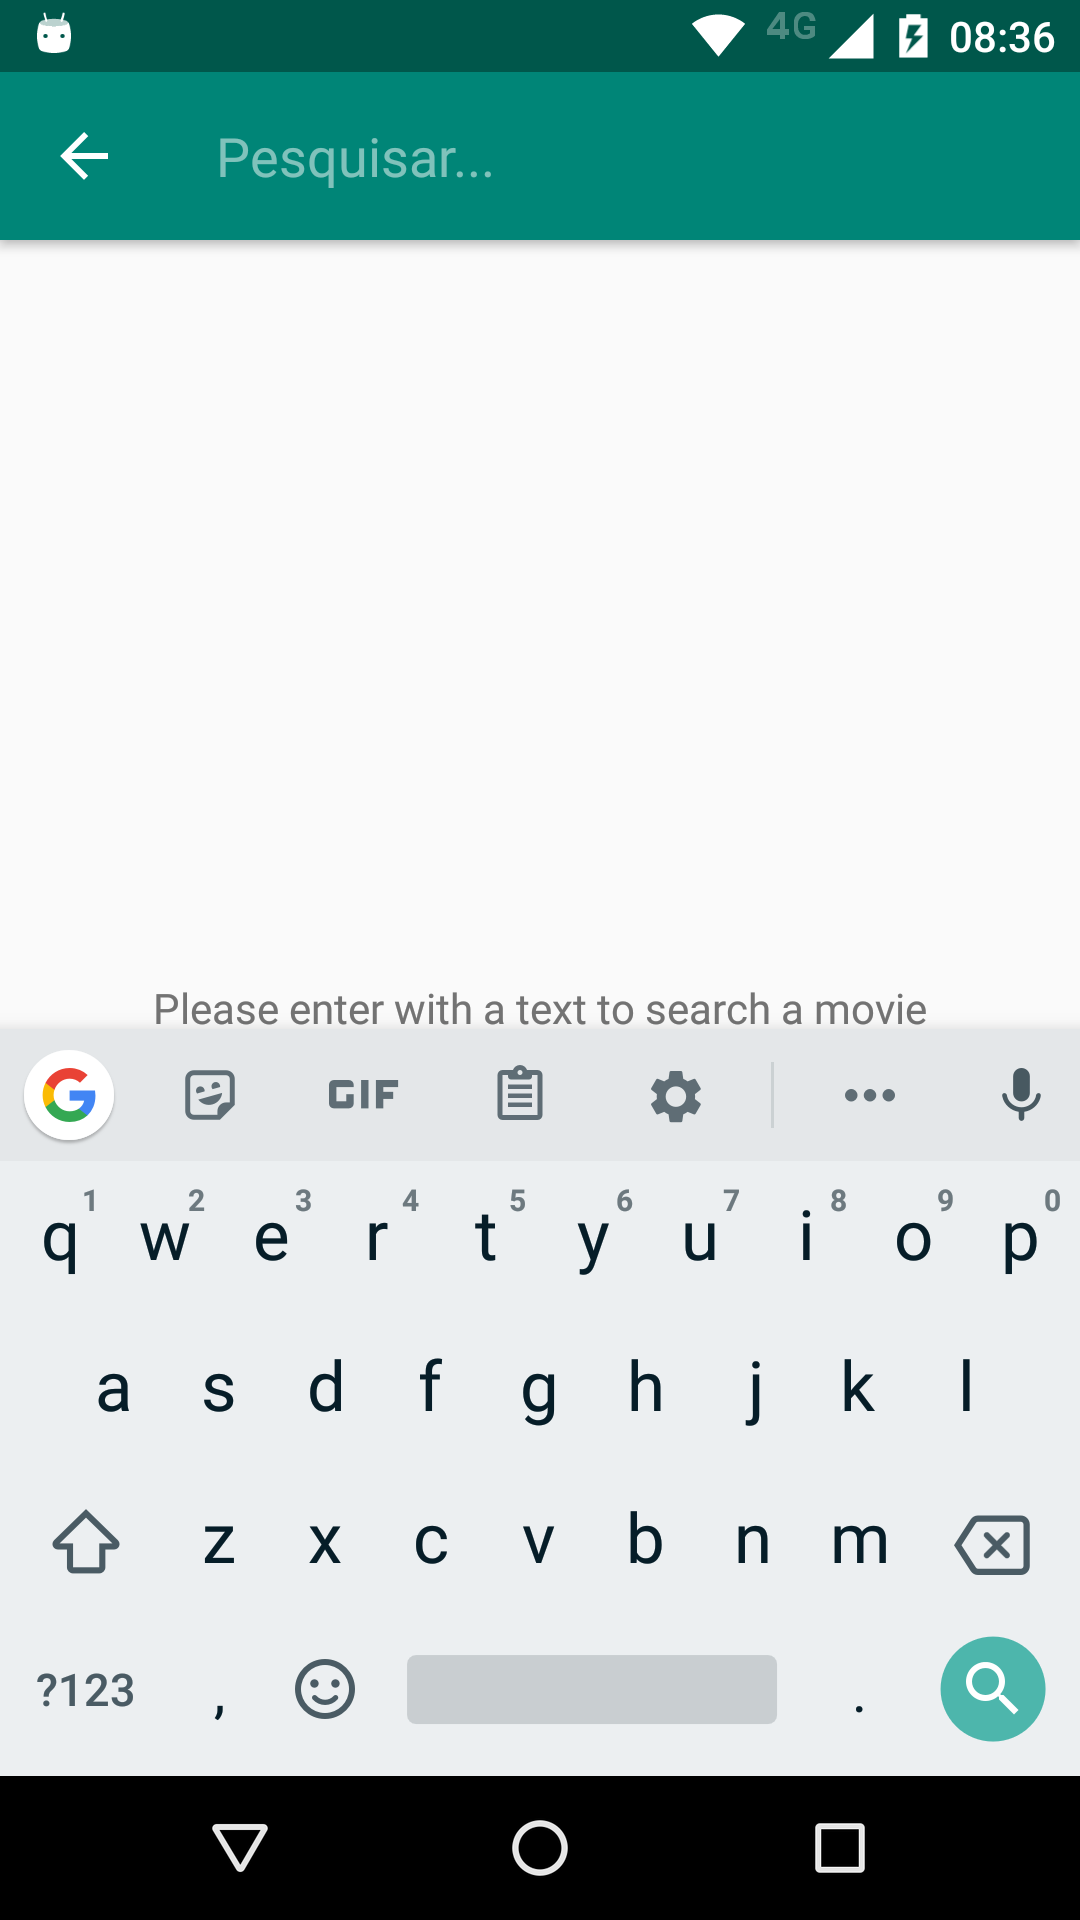 4G 08:36
Pesquisar...
Please enter with a text to search a movie
GIF
1 2 3 4 5 6 7 8 9 0
q w e r t y u i o p
a s d f g h j k l
z x c v b n m
?123 , .